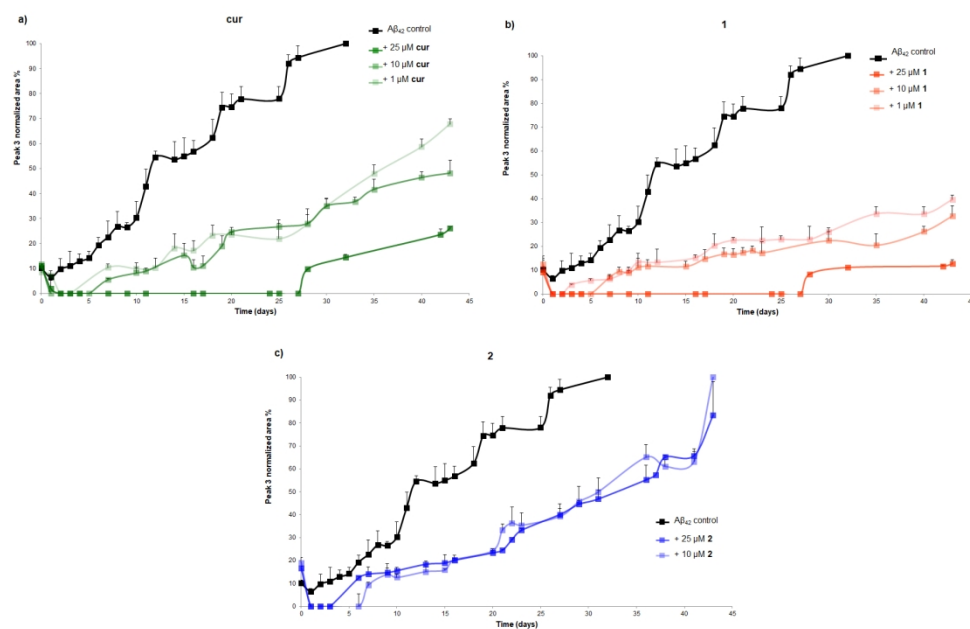 a)
cur
Aβ42 control
+ 25 μM cur
+ 10 μM cur
+ 1 μM cur
Peak 3 normalized area %
100
90
80
70
60
50
40
30
20
10
0
0 5 10 15 20 25 30 35 40 45
Time (days)
b)
1
Aβ42 control
+ 25 μM 1
+ 10 μM 1
+ 1 μM 1
Peak 3 normalized area %
100
90
80
70
60
50
40
30
20
10
0
0 5 10 15 20 25 30 35 40 45
Time (days)
c)
2
Aβ42 control
+ 25 μM 2
+ 10 μM 2
Peak 3 normalized area %
100
90
80
70
60
50
40
30
20
10
0
0 5 10 15 20 25 30 35 40 45
Time (days)